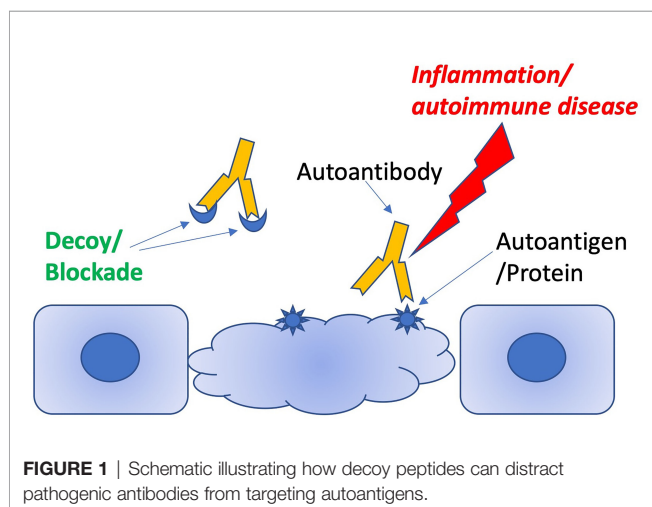 Inflammation/
autoimmune disease
Autoantibody
Decoy/
Blockade
Autoantigen
/Protein
FIGURE 1 | Schematic illustrating how decoy peptides can distract
pathogenic antibodies from targeting autoantigens.